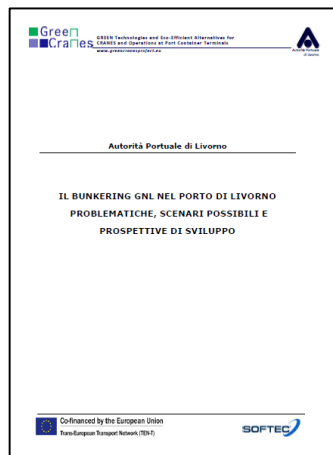 Green
Cranes
GREEN Technologies and Eco-Efficient Alternatives for
CRANES and Operations at Port Container Terminals
www.greencranesproject.eu
Autorità Portuale
di Livorno
Autorità Portuale di Livorno
IL BUNKERING GNL NEL PORTO DI LIVORNO
PROBLEMATICHE, SCENARI POSSIBILI E
PROSPETTIVE DI SVILUPPO
Co-financed by the European Union
Trans-European Transport Network (TEN-T)
SOFTEC